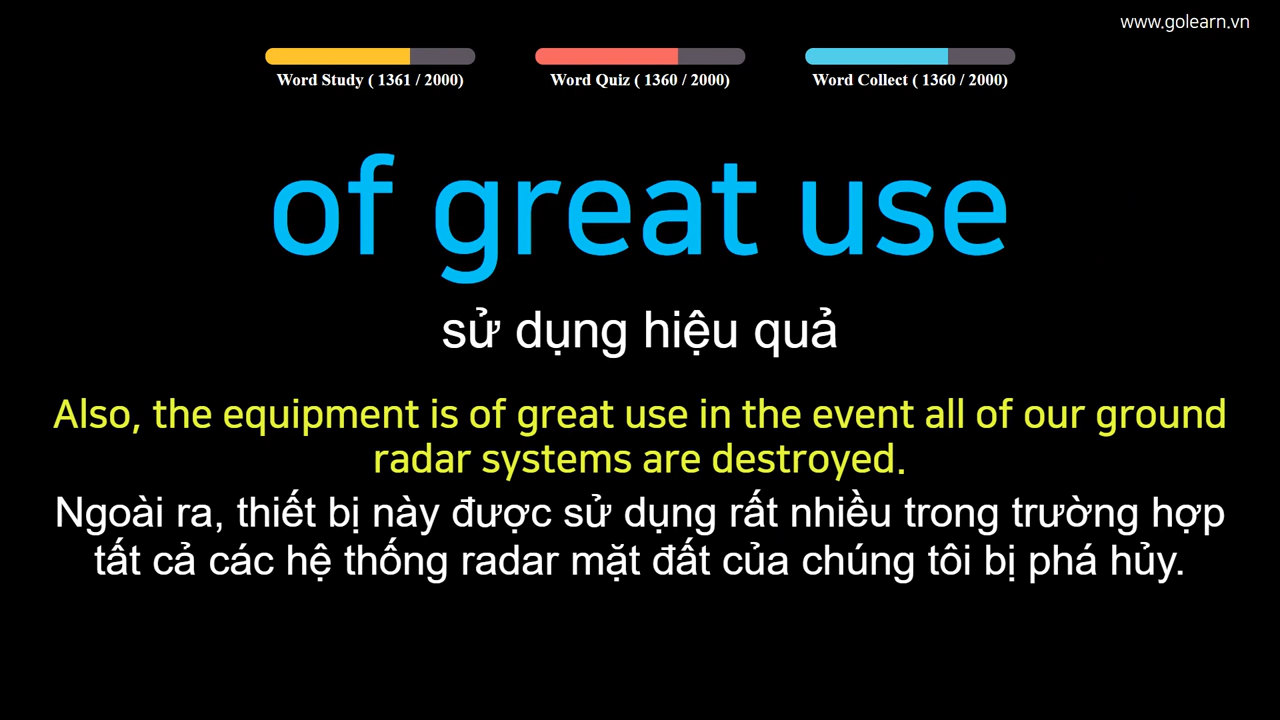 www.golearn.vn
Word Study ( 1361 / 2000)
Word Quiz ( 1360 / 2000)
Word Collect ( 1360 / 2000)
of great use
sử dụng hiệu quả
Also, the equipment is of great use in the event all of our ground
radar systems are destroyed.
Ngoài ra, thiết bị này được sử dụng rất nhiều trong trường hợp
tất cả các hệ thống radar mặt đất của chúng tôi bị phá hủy.